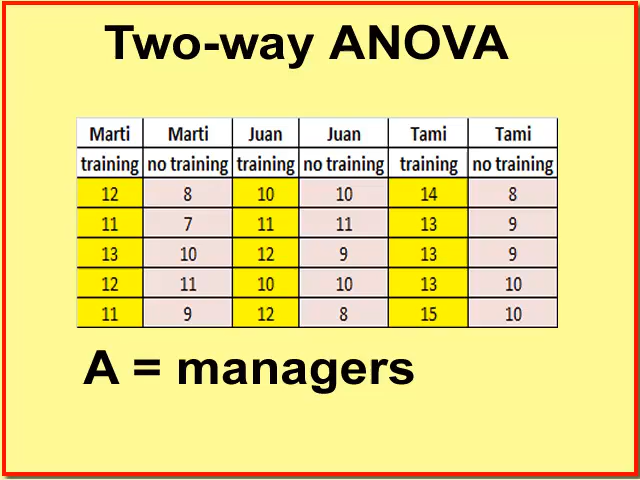 Two-way ANOVA
Marti Marti Juan Juan Tami Tami
training no training training no training training no training
12 8 10 10 14 8
11 7 11 11 13 9
13 10 12 9 13 9
12 11 10 10 13 10
11 9 12 8 15 10
A = managers